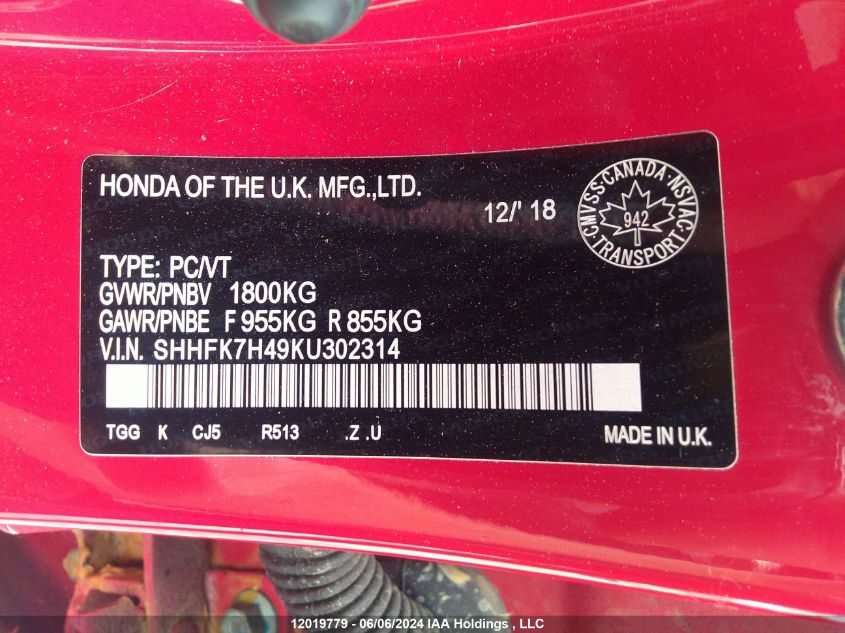 HONDA OF THE U.K. MFG.,LTD.
12/' 18
CMVSS·CANADA·NSVAC
942
TRANSPORT
TYPE: PC/VT
GVWR/PNBV 1800KG
GAWR/PNBE F 955KG R 855KG
V.I.N. SHHFK7H49KU302314
TGG K CJ5 R513 .Z .U
MADE IN U.K.
12019779 - 06/06/2024 IAA Holdings , LLC